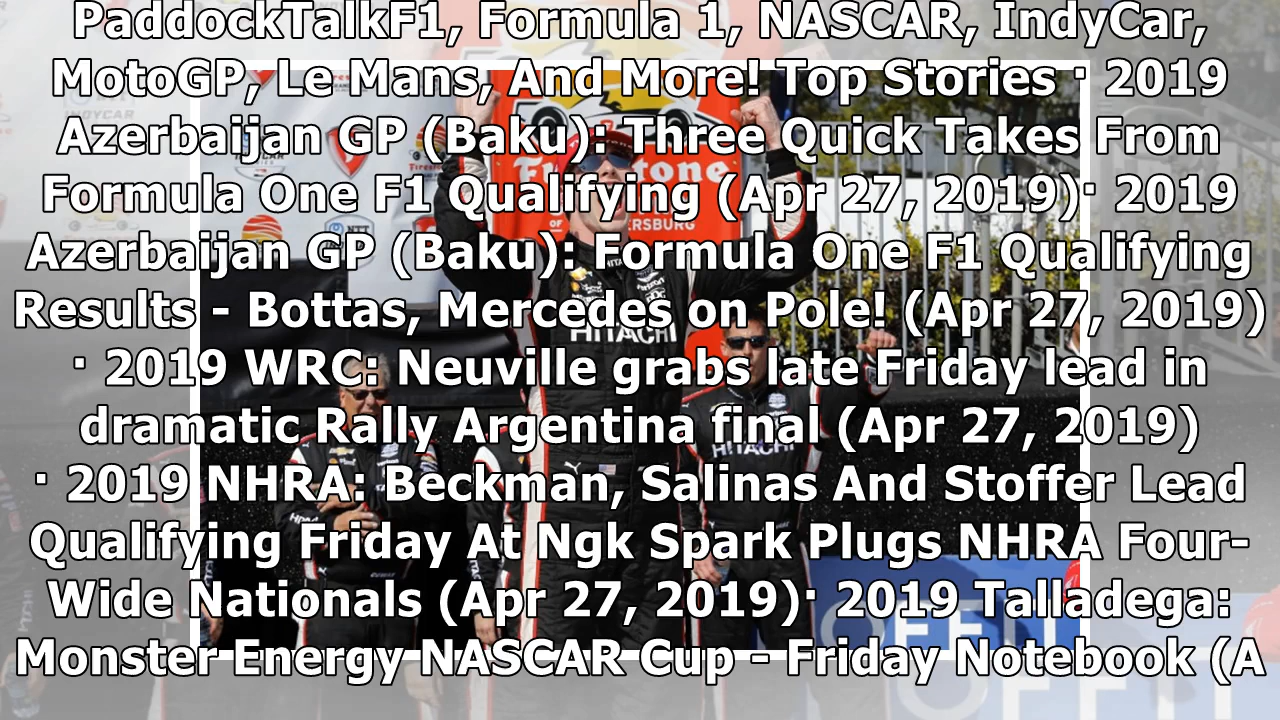 PaddockTalkF1, Formula 1, NASCAR, IndyCar,
MotoGP, Le Mans, And More! Top Stories · 2019
Azerbaijan GP (Baku): Three Quick Takes From
Formula One F1 Qualifying (Apr 27, 2019)· 2019
Azerbaijan GP (Baku): Formula One F1 Qualifying
Results - Bottas, Mercedes on Pole! (Apr 27, 2019)
· 2019 WRC: Neuville grabs late Friday lead in
dramatic Rally Argentina final (Apr 27, 2019)
· 2019 NHRA: Beckman, Salinas And Stoffer Lead
Qualifying Friday At Ngk Spark Plugs NHRA Four-
Wide Nationals (Apr 27, 2019)· 2019 Talladega:
Monster Energy NASCAR Cup - Friday Notebook (A
Firestone
HITACHI
HITACHI